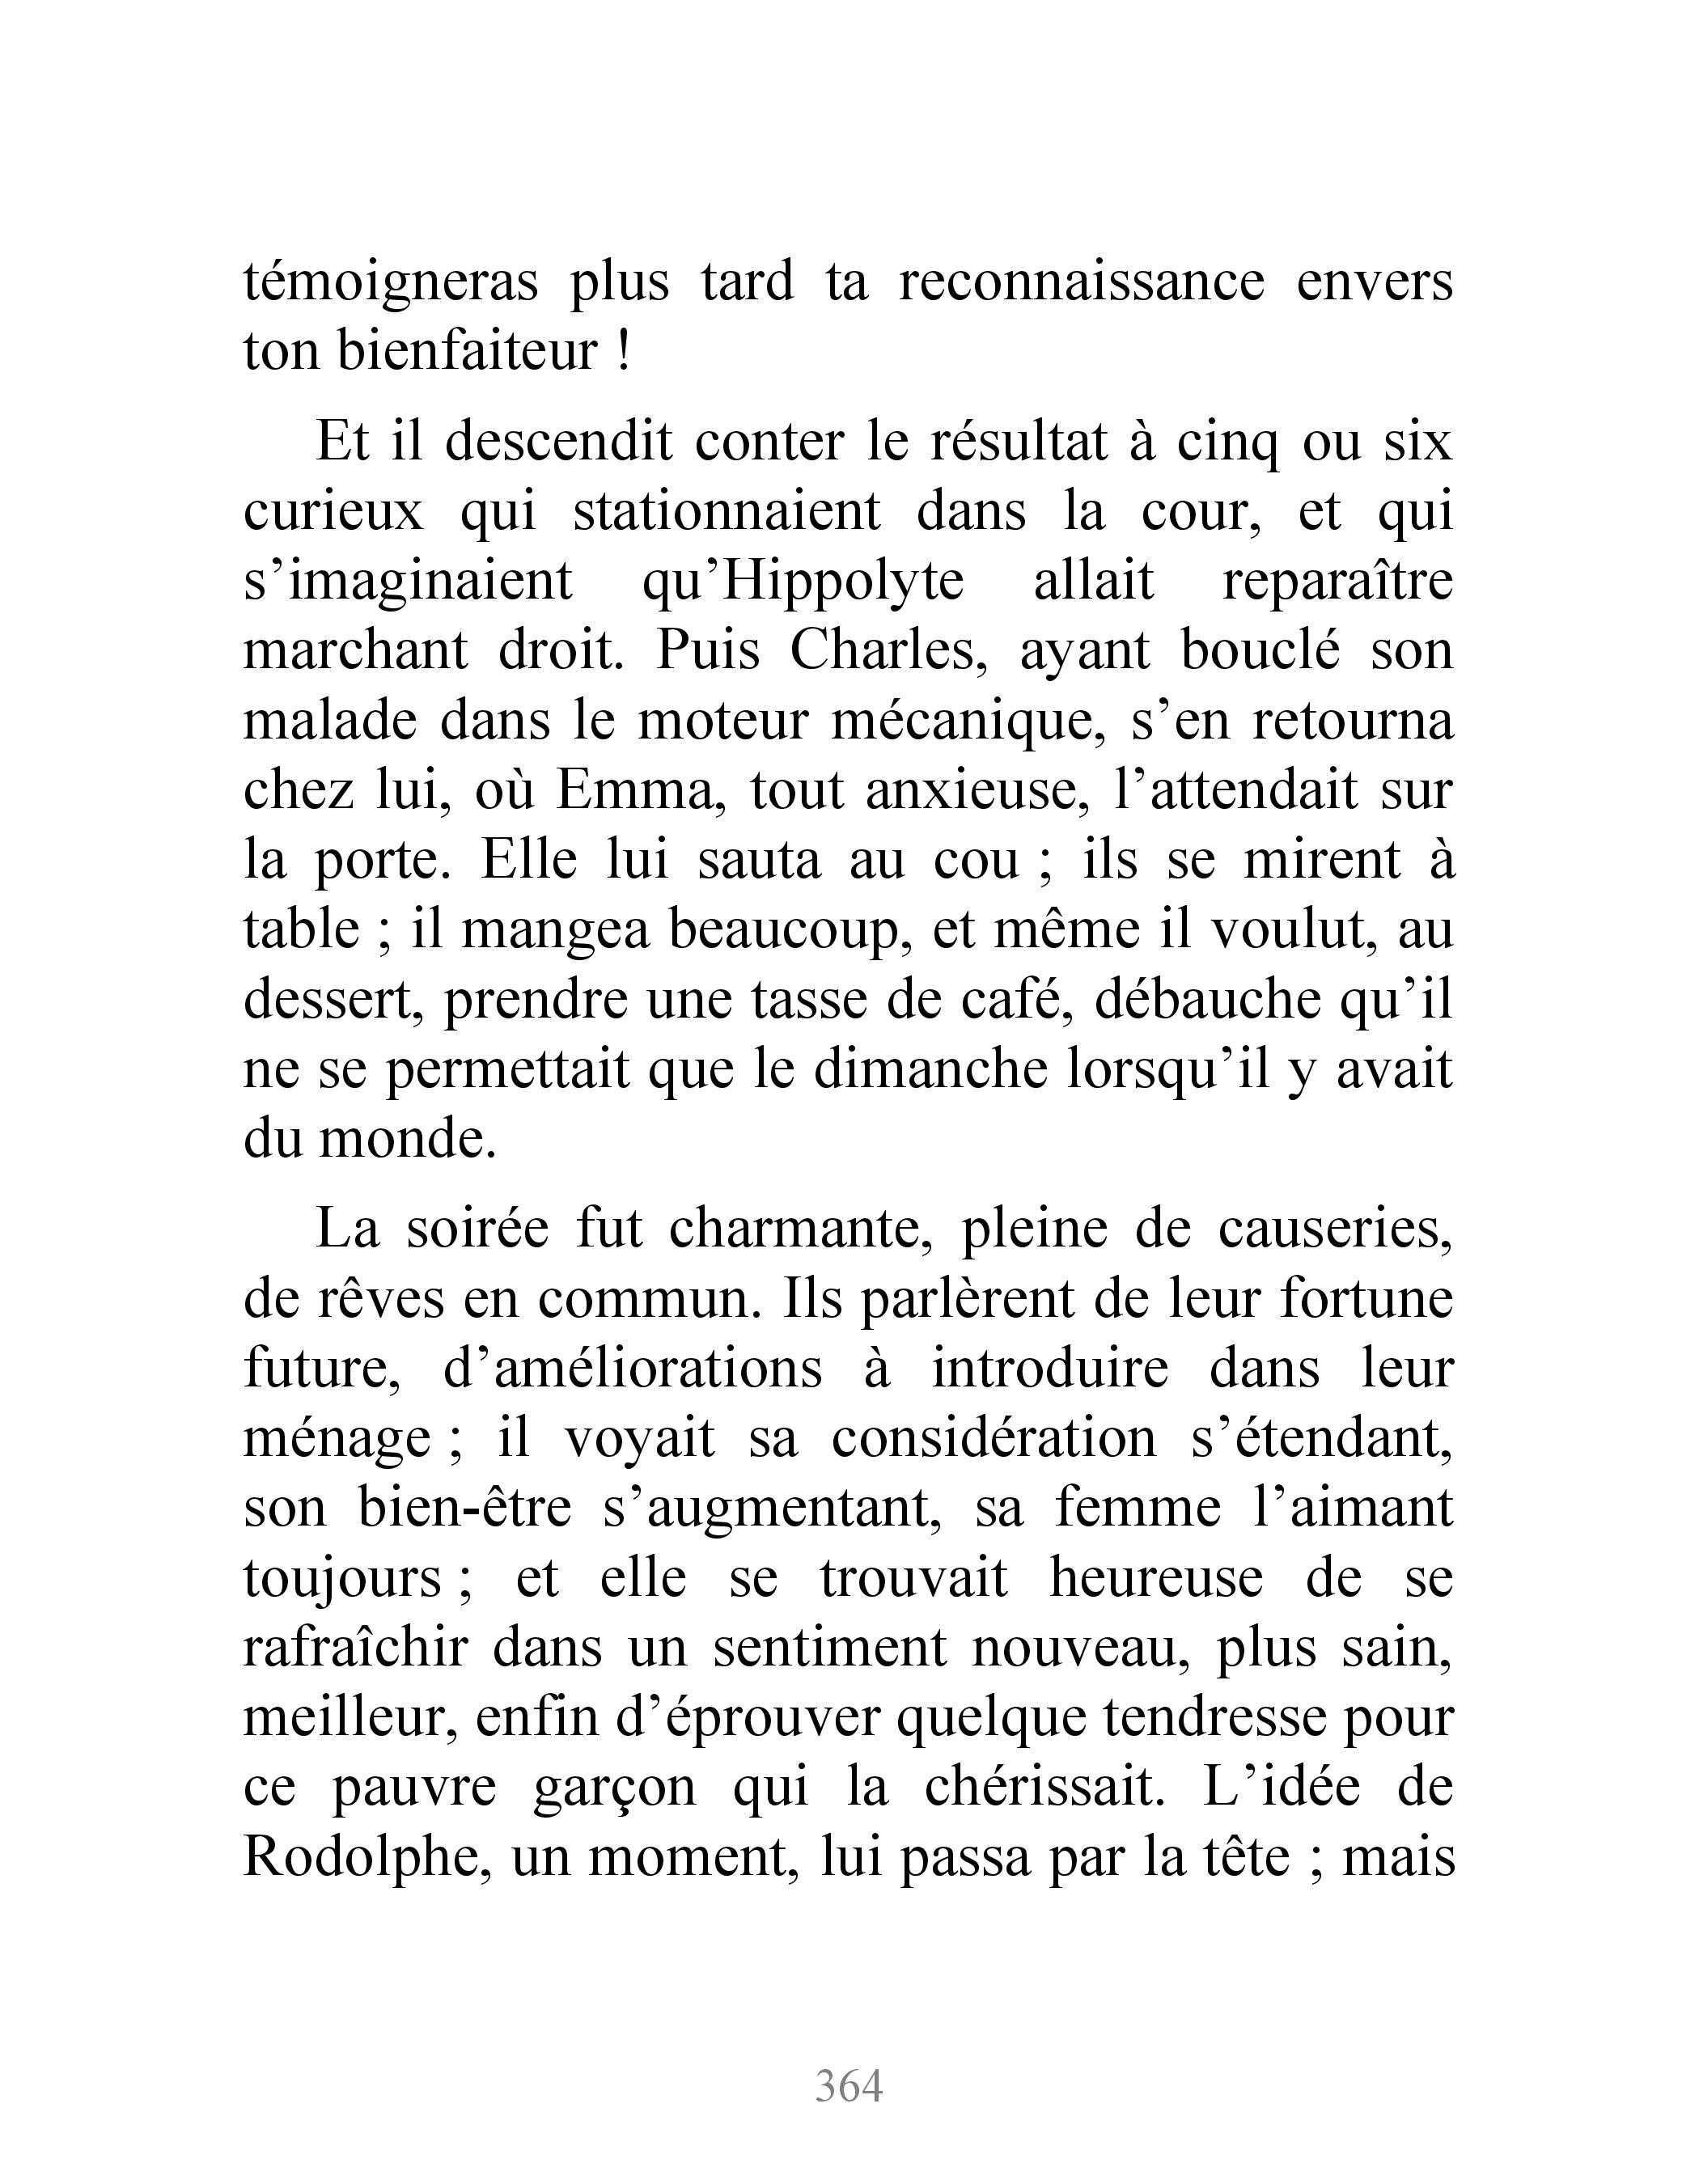 témoigneras plus tard ta reconnaissance envers
ton bienfaiteur !
Et il descendit conter le résultat à cinq ou six
curieux qui stationnaient dans la cour, et qui
s’imaginaient qu’Hippolyte allait reparaître
marchant droit. Puis Charles, ayant bouclé son
malade dans le moteur mécanique, s’en retourna
chez lui, où Emma, tout anxieuse, l’attendait sur
la porte. Elle lui sauta au cou ; ils se mirent à
table ; il mangea beaucoup, et même il voulut, au
dessert, prendre une tasse de café, débauche qu’il
ne se permettait que le dimanche lorsqu’il y avait
du monde.
La soirée fut charmante, pleine de causeries,
de rêves en commun. Ils parlèrent de leur fortune
future, d’améliorations à introduire dans leur
ménage ; il voyait sa considération s’étendant,
son bien-être s’augmentant, sa femme l’aimant
toujours ; et elle se trouvait heureuse de se
rafraîchir dans un sentiment nouveau, plus sain,
meilleur, enfin d’éprouver quelque tendresse pour
ce pauvre garçon qui la chérissait. L’idée de
Rodolphe, un moment, lui passa par la tête ; mais
364